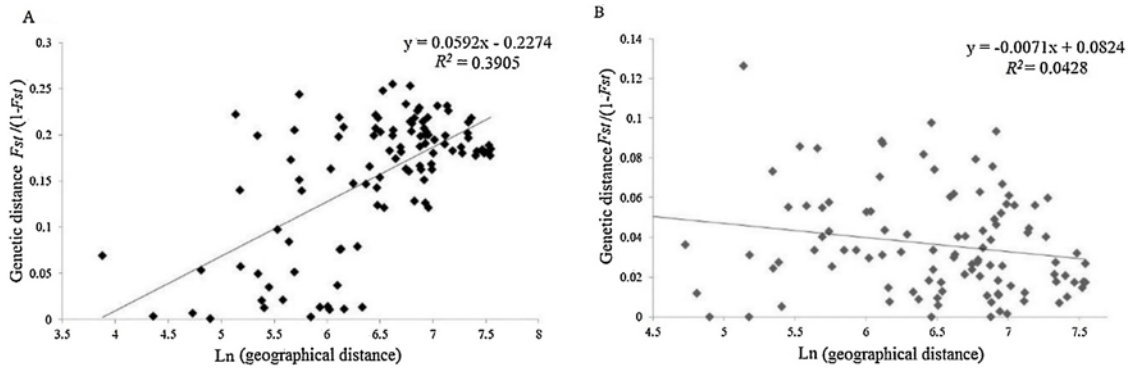 A
y = 0.0592x - 0.2274
R² = 0.3905
Genetic distance Fst/(1-Fst)
0.3
0.25
0.2
0.15
0.1
0.05
0
3.5 4 4.5 5 5.5 6 6.5 7 7.5 8
Ln (geographical distance)
B
y = -0.0071x + 0.0824
R² = 0.0428
Genetic distance Fst/(1-Fst)
0.14
0.12
0.1
0.08
0.06
0.04
0.02
0
4.5 5 5.5 6 6.5 7 7.5
Ln (geographical distance)